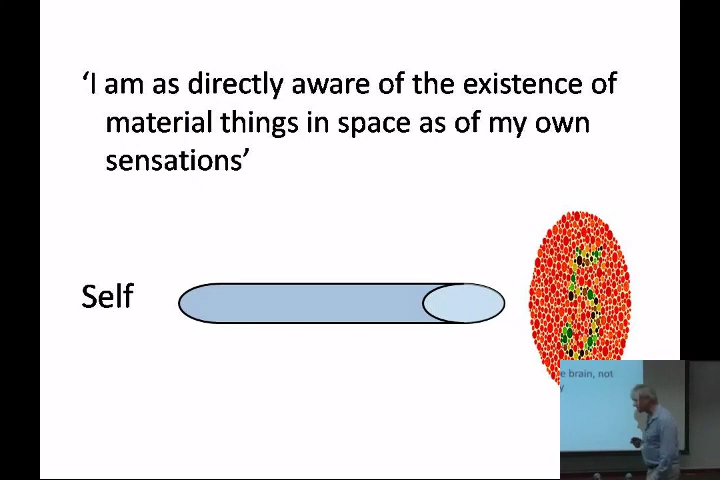 ‘I am as directly aware of the existence of
material things in space as of my own
sensations’
Self
5
e brain, not
y